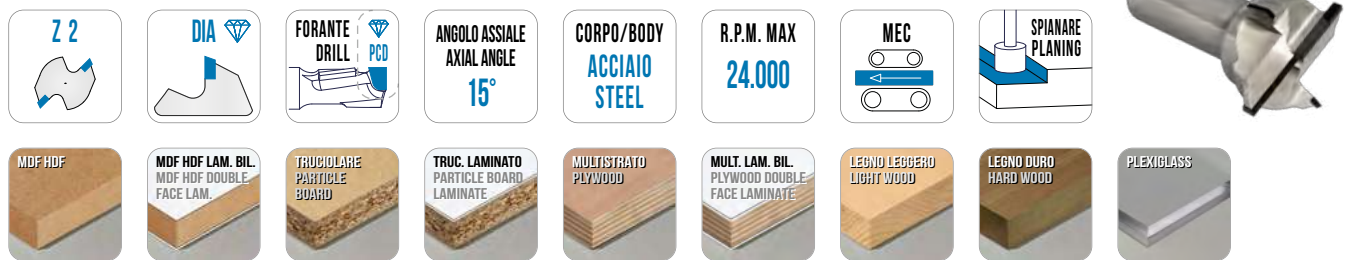 Z 2
DIA
FORANTE
DRILL
PCD
ANGOLO ASSIALE
AXIAL ANGLE
15°
CORPO/BODY
ACCIAIO
STEEL
R.P.M. MAX
24.000
MEC
SPIANARE
PLANING
MDF HDF
MDF HDF LAM. BIL.
MDF HDF DOUBLE
FACE LAM.
TRUCIOLARE
PARTICLE
BOARD
TRUC. LAMINATO
PARTICLE BOARD
LAMINATE
MULTISTRATO
PLYWOOD
MULT. LAM. BIL.
PLYWOOD DOUBLE
FACE LAMINATE
LEGNO LEGGERO
LIGHT WOOD
LEGNO DURO
HARD WOOD
PLEXIGLASS